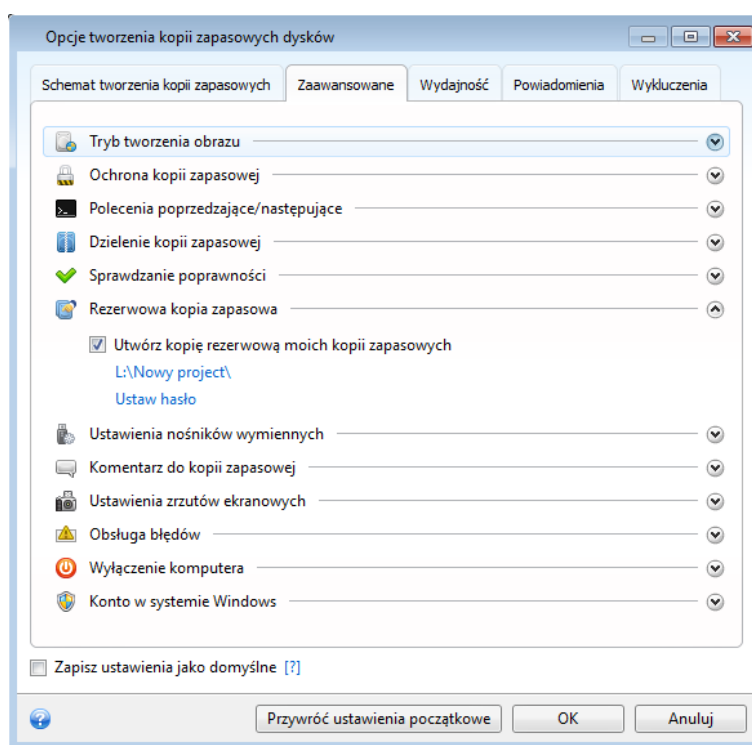 Opcje tworzenia kopii zapasowych dysków
Schemat tworzenia kopii zapasowych Zaawansowane Wydajność Powiadomienia Wykluczenia
Tryb tworzenia obrazu
Ochrona kopii zapasowej
Polecenia poprzedzające/następujące
Dzielenie kopii zapasowej
Sprawdzanie poprawności
Rezerwowa kopia zapasowa
Utwórz kopię rezerwową moich kopii zapasowych
L:\Nowy project\
Ustaw hasło
Ustawienia nośników wymiennych
Komentarz do kopii zapasowej
Ustawienia zrzutów ekranowych
Obsługa błędów
Wyłączenie komputera
Konto w systemie Windows
Zapisz ustawienia jako domyślne [?]
Przywróć ustawienia początkowe OK Anuluj